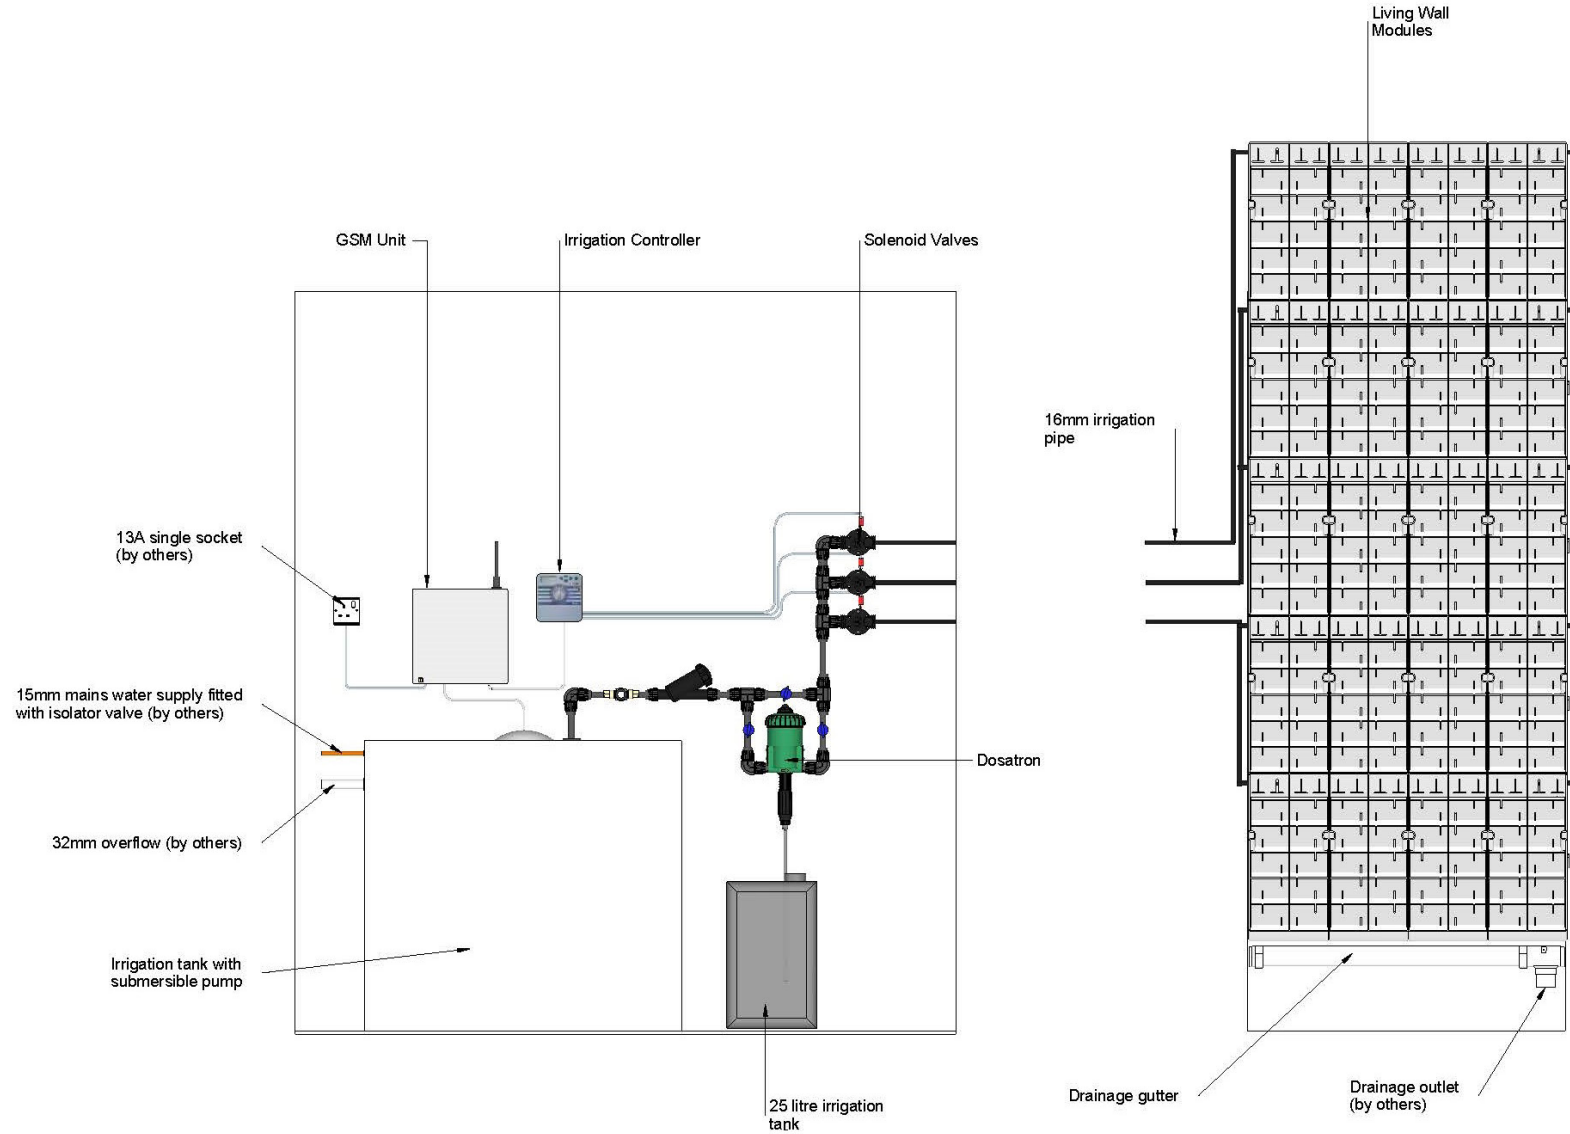 Living Wall
Modules
GSM Unit
Irrigation Controller
Solenoid Valves
16mm irrigation
pipe
13A single socket
(by others)
15mm mains water supply fitted
with isolator valve (by others)
Dosatron
32mm overflow (by others)
Irrigation tank with
submersible pump
Drainage gutter
Drainage outlet
(by others)
25 litre irrigation
tank